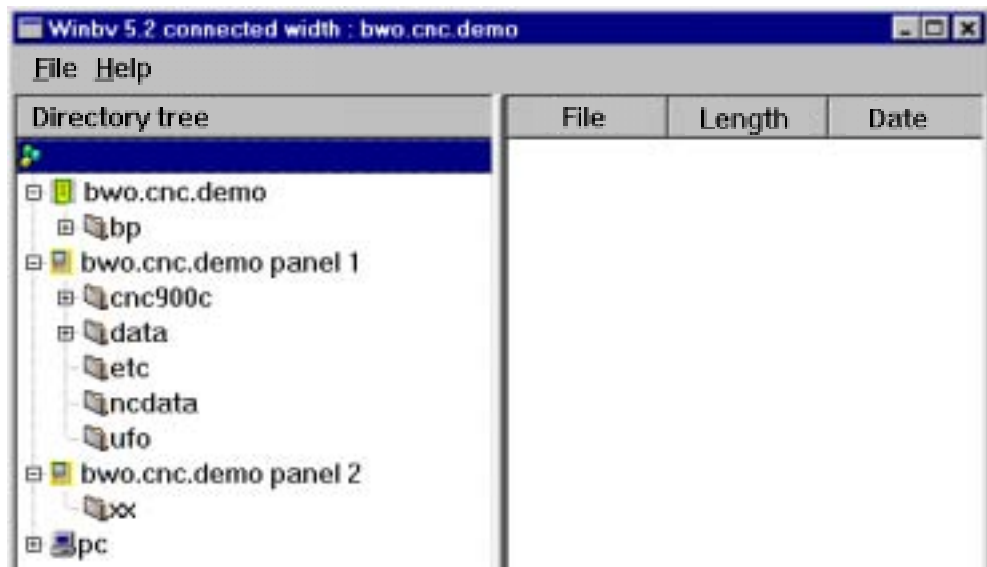 Winbv 5.2 connected width : bwo.cnc.demo
File Help
Directory tree
File Length Date
bwo.cnc.demo
bp
bwo.cnc.demo panel 1
cnc900c
data
etc
ncdata
ufo
bwo.cnc.demo panel 2
xx
pc